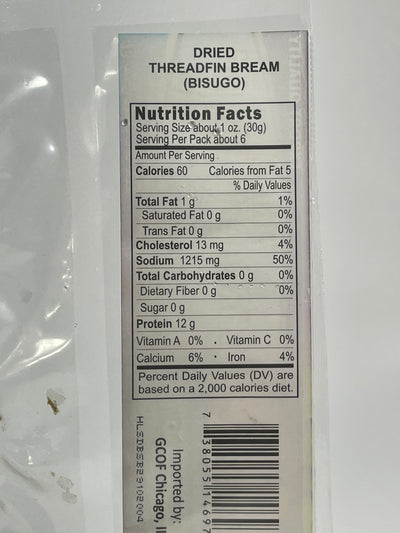 DRIED
THREADFIN BREAM
(BISUGO)
Nutrition Facts
Serving Size about 1 oz. (30g)
Serving Per Pack about 6
Amount Per Serving
Calories 60 Calories from Fat 5
% Daily Values
Total Fat 1 g 1%
Saturated Fat 0 g 0%
Trans Fat 0 g 0%
Cholesterol 13 mg 4%
Sodium 1215 mg 50%
Total Carbohydrates 0 g 0%
Dietary Fiber 0 g 0%
Sugar 0 g
Protein 12 g
Vitamin A 0% • Vitamin C 0%
Calcium 6% • Iron 4%
Percent Daily Values (DV) are
based on a 2,000 calories diet.
Imported by:
GCOF Chicago,
7 38055 14697